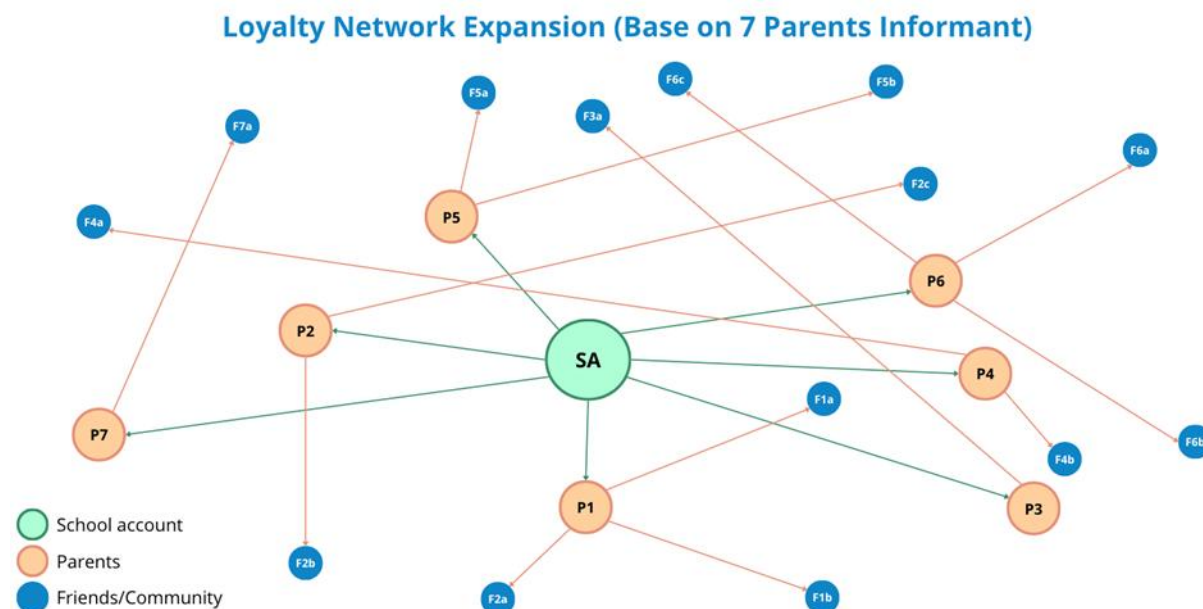 Loyalty Network Expansion (Base on 7 Parents Informant)
F6c
F5b
F5a
F3a
F7a
F6a
F2c
F4a
P5
P6
P2
SA
P4
F1a
P7
F6b
F4b
P1
P3
School account
Parents
F2b
Friends/Community
F2a
F1b